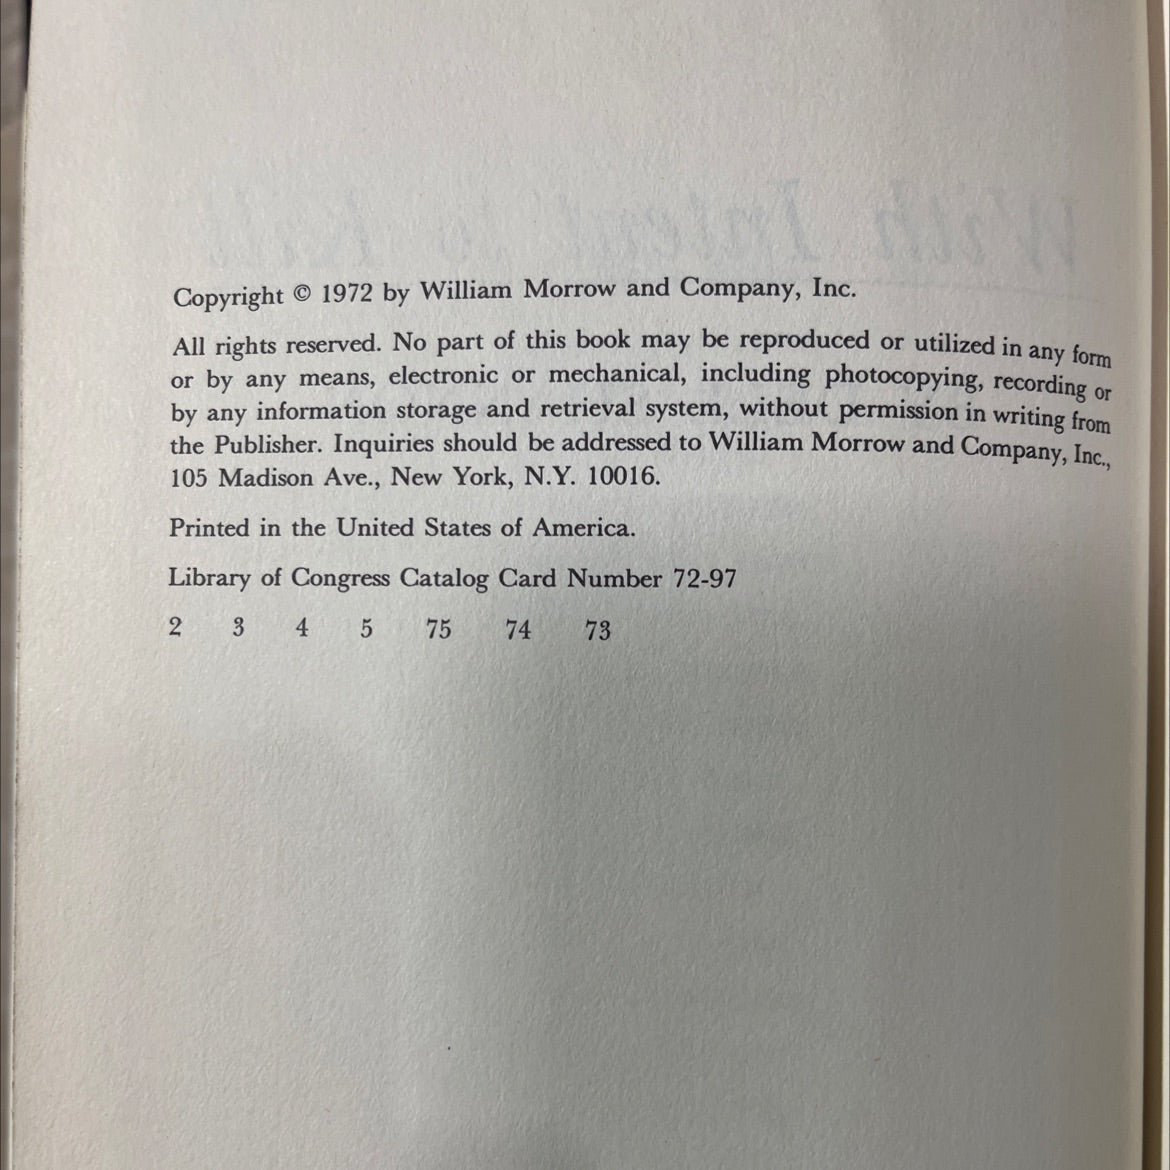 Copyright © 1972 by William Morrow and Company, Inc.
All rights reserved. No part of this book may be reproduced or utilized in any form
or by any means, electronic or mechanical, including photocopying, recording or
by any information storage and retrieval system, without permission in writing from
the Publisher. Inquiries should be addressed to William Morrow and Company, Inc.,
105 Madison Ave., New York, N.Y. 10016.
Printed in the United States of America.
Library of Congress Catalog Card Number 72-97
2 3 4 5 75 74 73